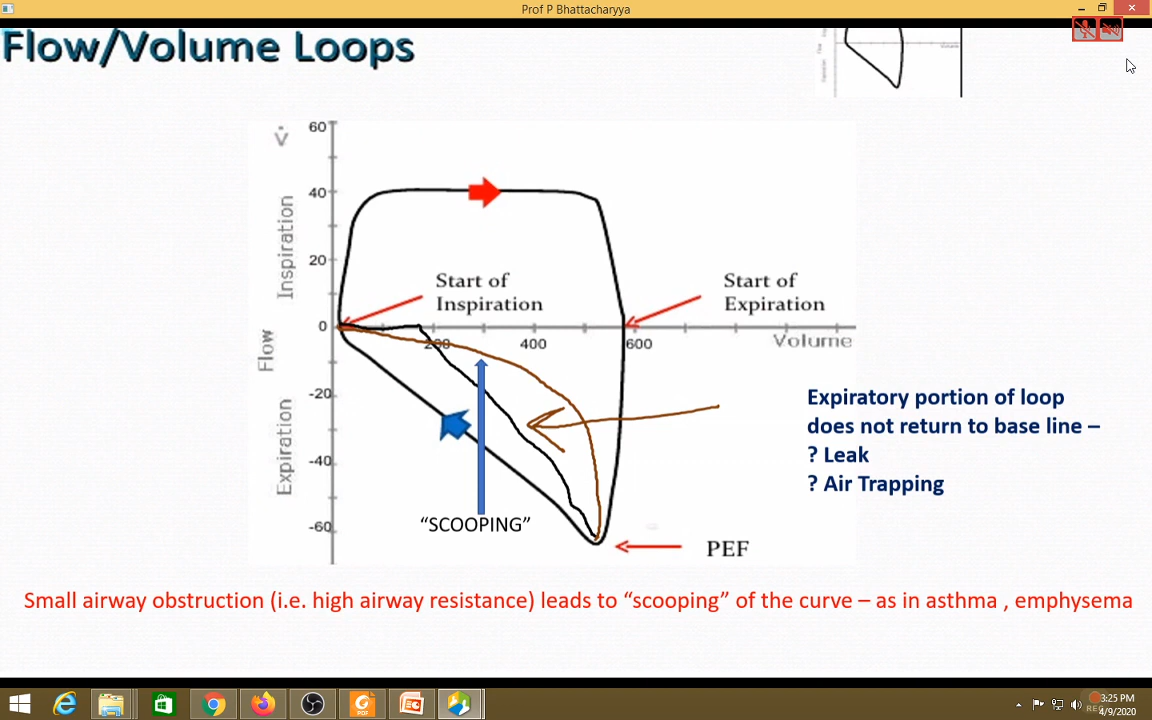 Prof P Bhattacharyya
Flow/Volume Loops
Volume
V̇
Inspiration
Flow
Expiration
60
40
20
0
-20
-40
-60
Start of
Inspiration
Start of
Expiration
200
400
600
Volume
"SCOOPING"
PEF
Expiratory portion of loop
does not return to base line –
? Leak
? Air Trapping
Small airway obstruction (i.e. high airway resistance) leads to "scooping" of the curve – as in asthma , emphysema
PDF
3:25 PM
REC
4/9/2020